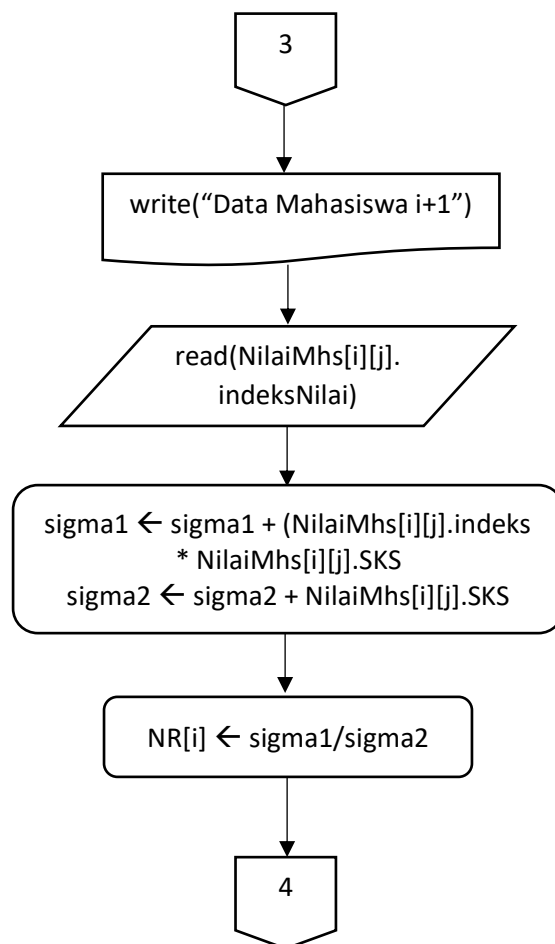 3
write(“Data Mahasiswa i+1”)
read(NilaiMhs[i][j].
indeksNilai)
sigma1 ← sigma1 + (NilaiMhs[i][j].indeks
* NilaiMhs[i][j].SKS
sigma2 ← sigma2 + NilaiMhs[i][j].SKS
NR[i] ← sigma1/sigma2
4